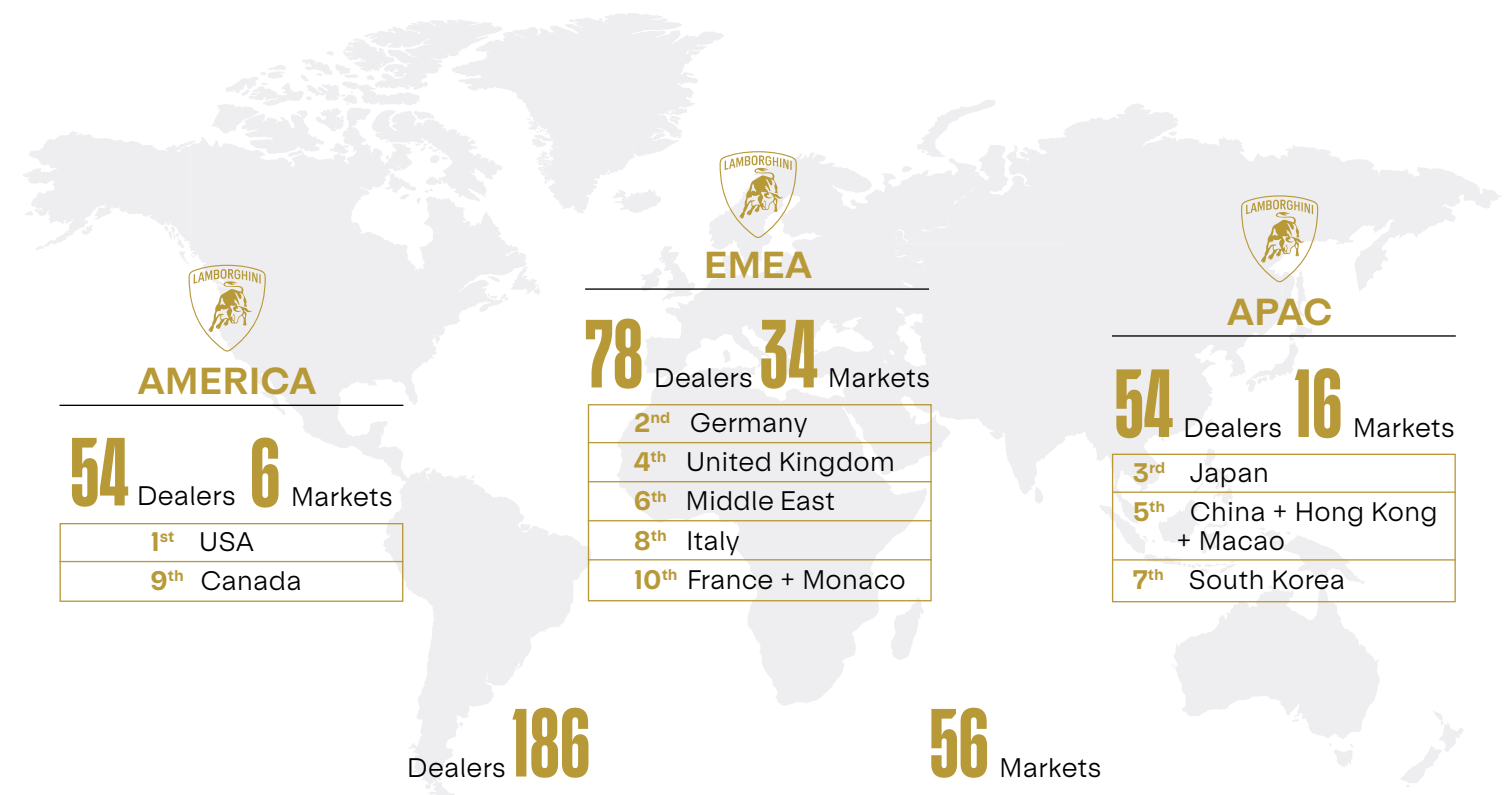 LAMBORGHINI
AMERICA
54 Dealers 6 Markets
1st USA
9th Canada
LAMBORGHINI
EMEA
78 Dealers 34 Markets
2nd Germany
4th United Kingdom
6th Middle East
8th Italy
10th France + Monaco
LAMBORGHINI
APAC
54 Dealers 16 Markets
3rd Japan
5th China + Hong Kong
+ Macao
7th South Korea
Dealers 186
56 Markets